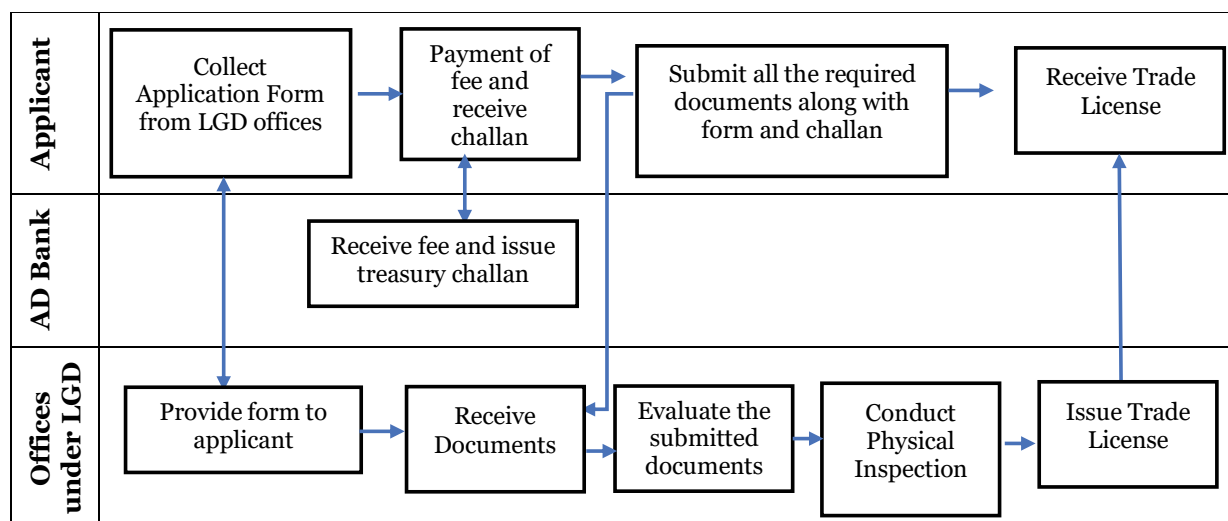 Applicant
Collect
Application Form
from LGD offices
Payment of
fee and
receive
challan
Submit all the required
documents along with
form and challan
Receive Trade
License
AD Bank
Receive fee and issue
treasury challan
Offices
under LGD
Provide form to
applicant
Receive
Documents
Evaluate the
submitted
documents
Conduct
Physical
Inspection
Issue Trade
License